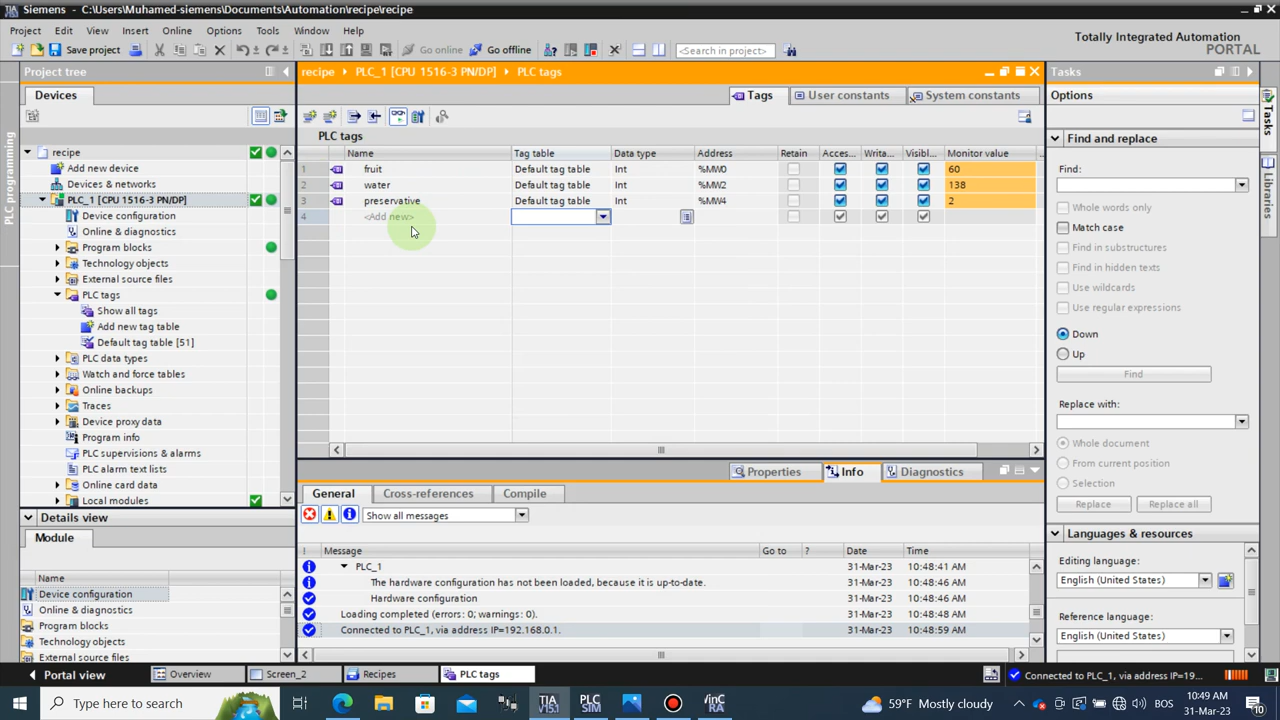 Siemens - C:\Users\Muhamed-siemens\Documents\Automation\recipe\recipe
Project Edit View Insert Online Options Tools Window Help
Totally Integrated Automation
PORTAL
Save project Go online Go offline <Search in project>
Project tree
recipe PLC_1 [CPU 1516-3 PN/DP] PLC tags
Tasks
Devices
Tags User constants System constants
Options
PLC programming
PLC tags
Find and replace
Name Tag table Data type Address Retain Acces... Writa... Visibl... Monitor value
1 fruit Default tag table Int %MW0 60
2 water Default tag table Int %MW2 138
3 preservative Default tag table Int %MW4 2
4 <Add new>
recipe
Add new device
Devices & networks
PLC_1 [CPU 1516-3 PN/DP]
Device configuration
Online & diagnostics
Program blocks
Technology objects
External source files
PLC tags
Show all tags
Add new tag table
Default tag table [51]
PLC data types
Watch and force tables
Online backups
Traces
Device proxy data
Program info
PLC supervisions & alarms
PLC alarm text lists
Online card data
Local modules
Find:
Whole words only
Match case
Find in substructures
Find in hidden texts
Use wildcards
Use regular expressions
Down
Up
Find
Replace with:
Whole document
From current position
Selection
Replace Replace all
Languages & resources
Editing language:
English (United States)
Reference language:
English (United States)
Tasks
Libraries
Details view
Module
Name
Device configuration
Online & diagnostics
Program blocks
Technology objects
External source files
Properties Info Diagnostics
General Cross-references Compile
Show all messages
! Message Go to ? Date Time
PLC_1 31-Mar-23 10:48:41 AM
The hardware configuration has not been loaded, because it is up-to-date. 31-Mar-23 10:48:46 AM
Hardware configuration 31-Mar-23 10:48:46 AM
Loading completed (errors: 0; warnings: 0). 31-Mar-23 10:48:48 AM
Connected to PLC_1, via address IP=192.168.0.1. 31-Mar-23 10:48:59 AM
Portal view Overview Screen_2 Recipes PLC tags Connected to PLC_1, via address IP=19...
Type here to search
59°F Mostly cloudy
BOS
10:49 AM
31-Mar-23
10